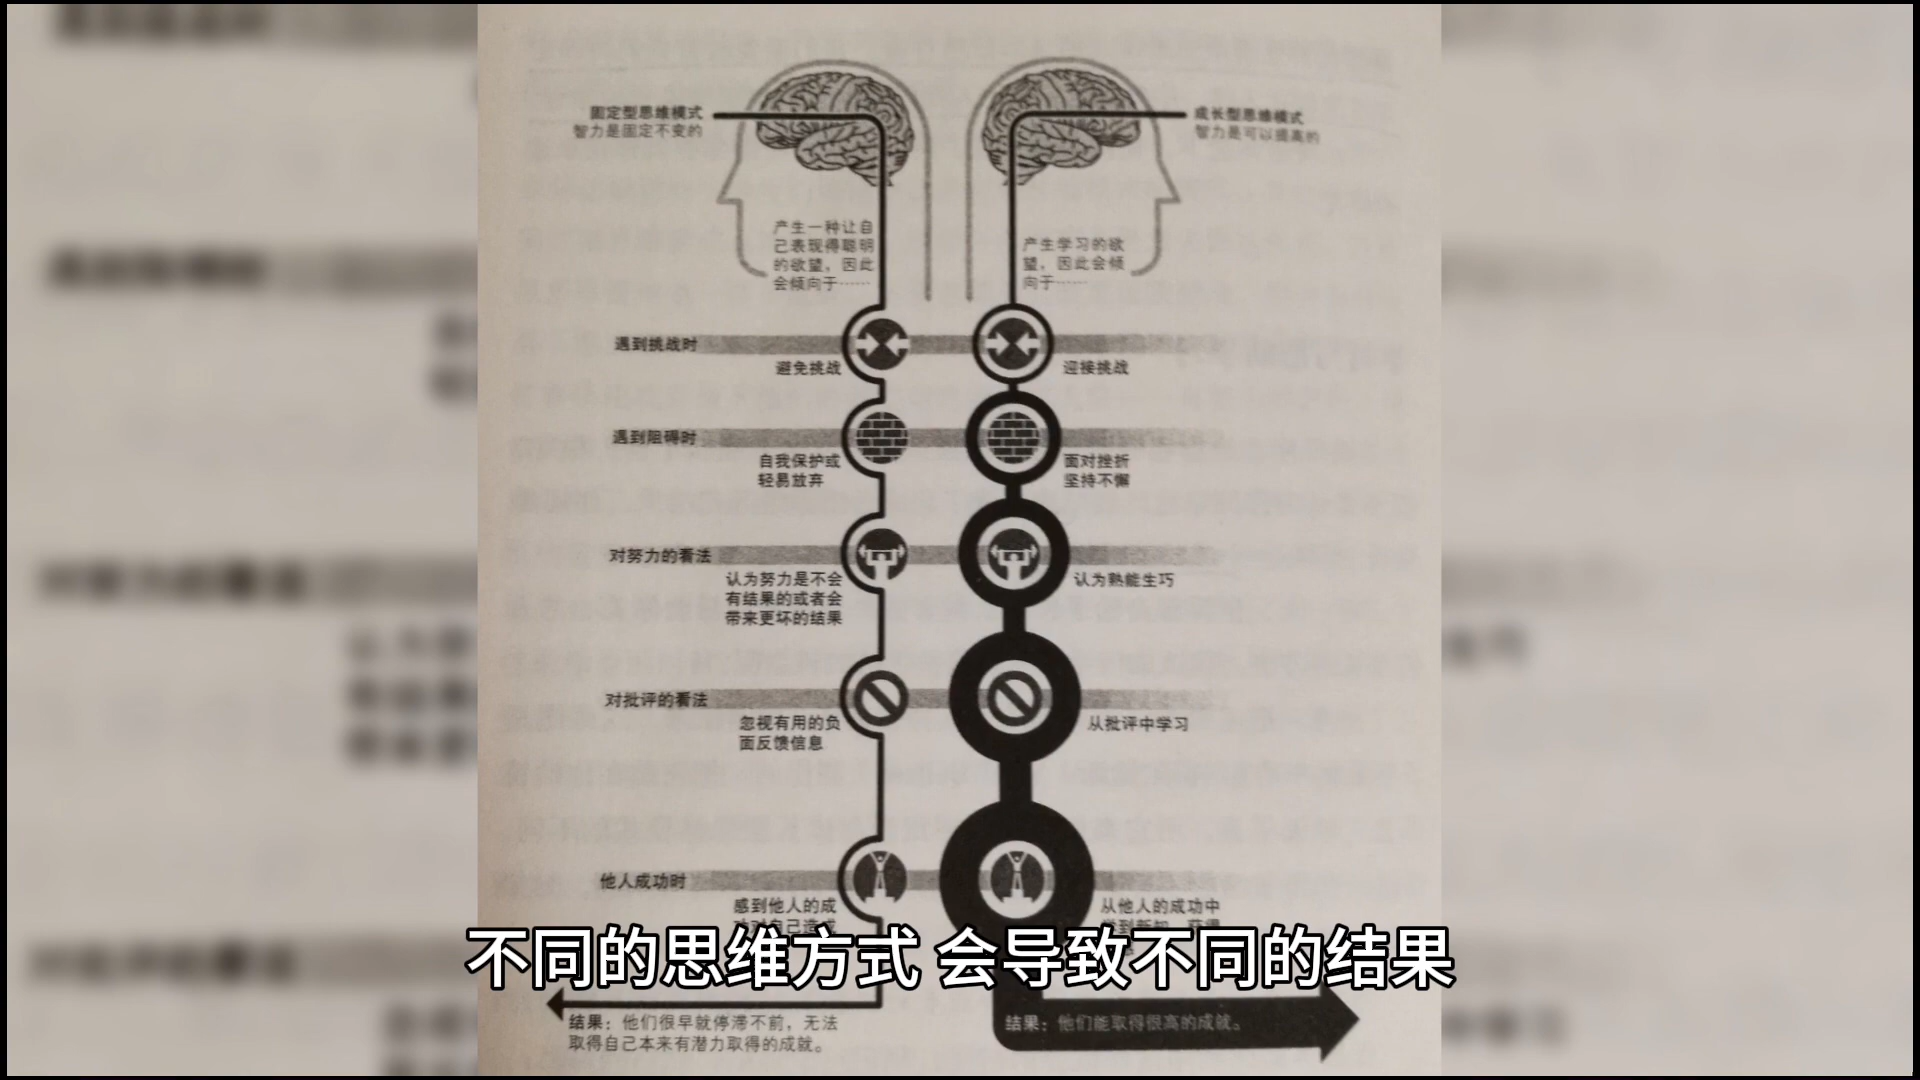 固定型思维模式
智力是固定不变的
成长型思维模式
智力是可以提高的
产生一种让自
己表现得聪明
的欲望，因此
会倾向于……
产生学习的欲
望，因此会倾
向于……
遇到挑战时
避免挑战
迎接挑战
遇到阻碍时
自我保护或
轻易放弃
面对挫折
坚持不懈
对努力的看法
认为努力是不会
有结果的或者会
带来更坏的结果
认为熟能生巧
对批评的看法
忽视有用的负
面反馈信息
从批评中学习
他人成功时
感到他人的成
从他人的成功中
不同的思维方式 会导致不同的结果
结果：他们很早就停滞不前，无法
取得自己本来有潜力取得的成就。
结果：他们能取得很高的成就。